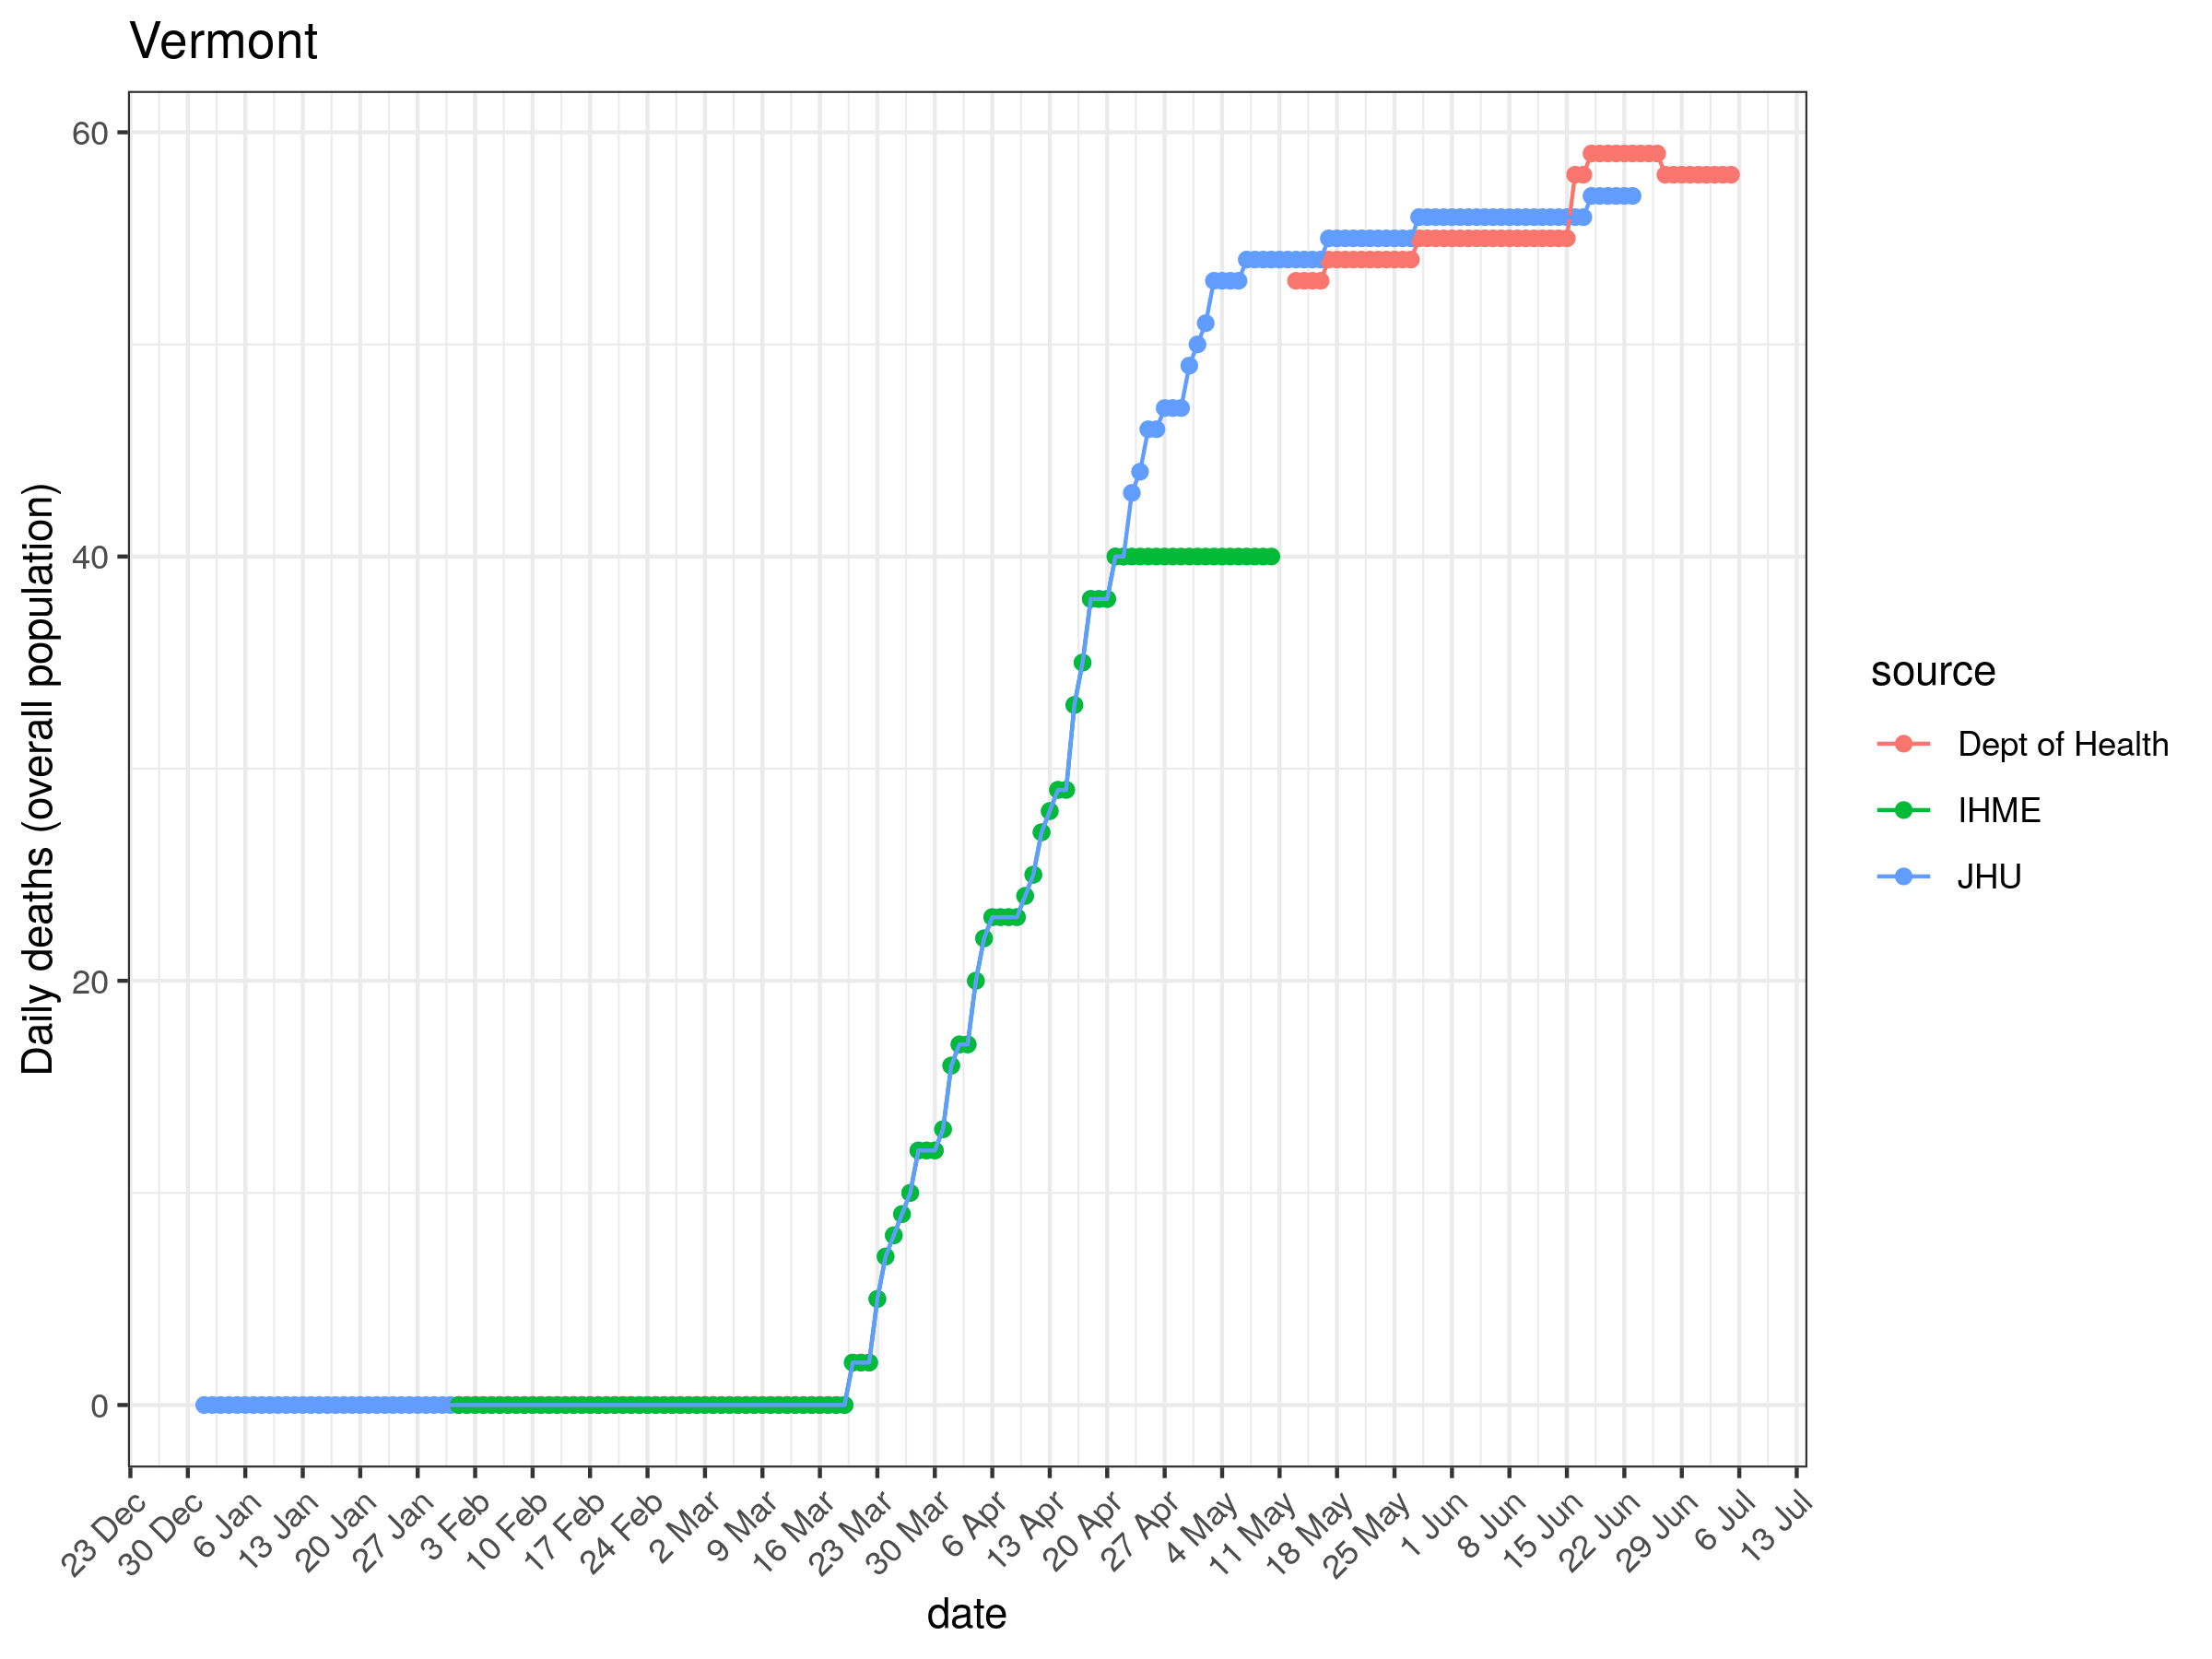 Vermont
Daily deaths (overall population)
60
40
20
0
23 Dec
30 Dec
6 Jan
13 Jan
20 Jan
27 Jan
3 Feb
10 Feb
17 Feb
24 Feb
2 Mar
9 Mar
16 Mar
23 Mar
30 Mar
6 Apr
13 Apr
20 Apr
27 Apr
4 May
11 May
18 May
25 May
1 Jun
8 Jun
15 Jun
22 Jun
29 Jun
6 Jul
13 Jul
date
source
Dept of Health
IHME
JHU